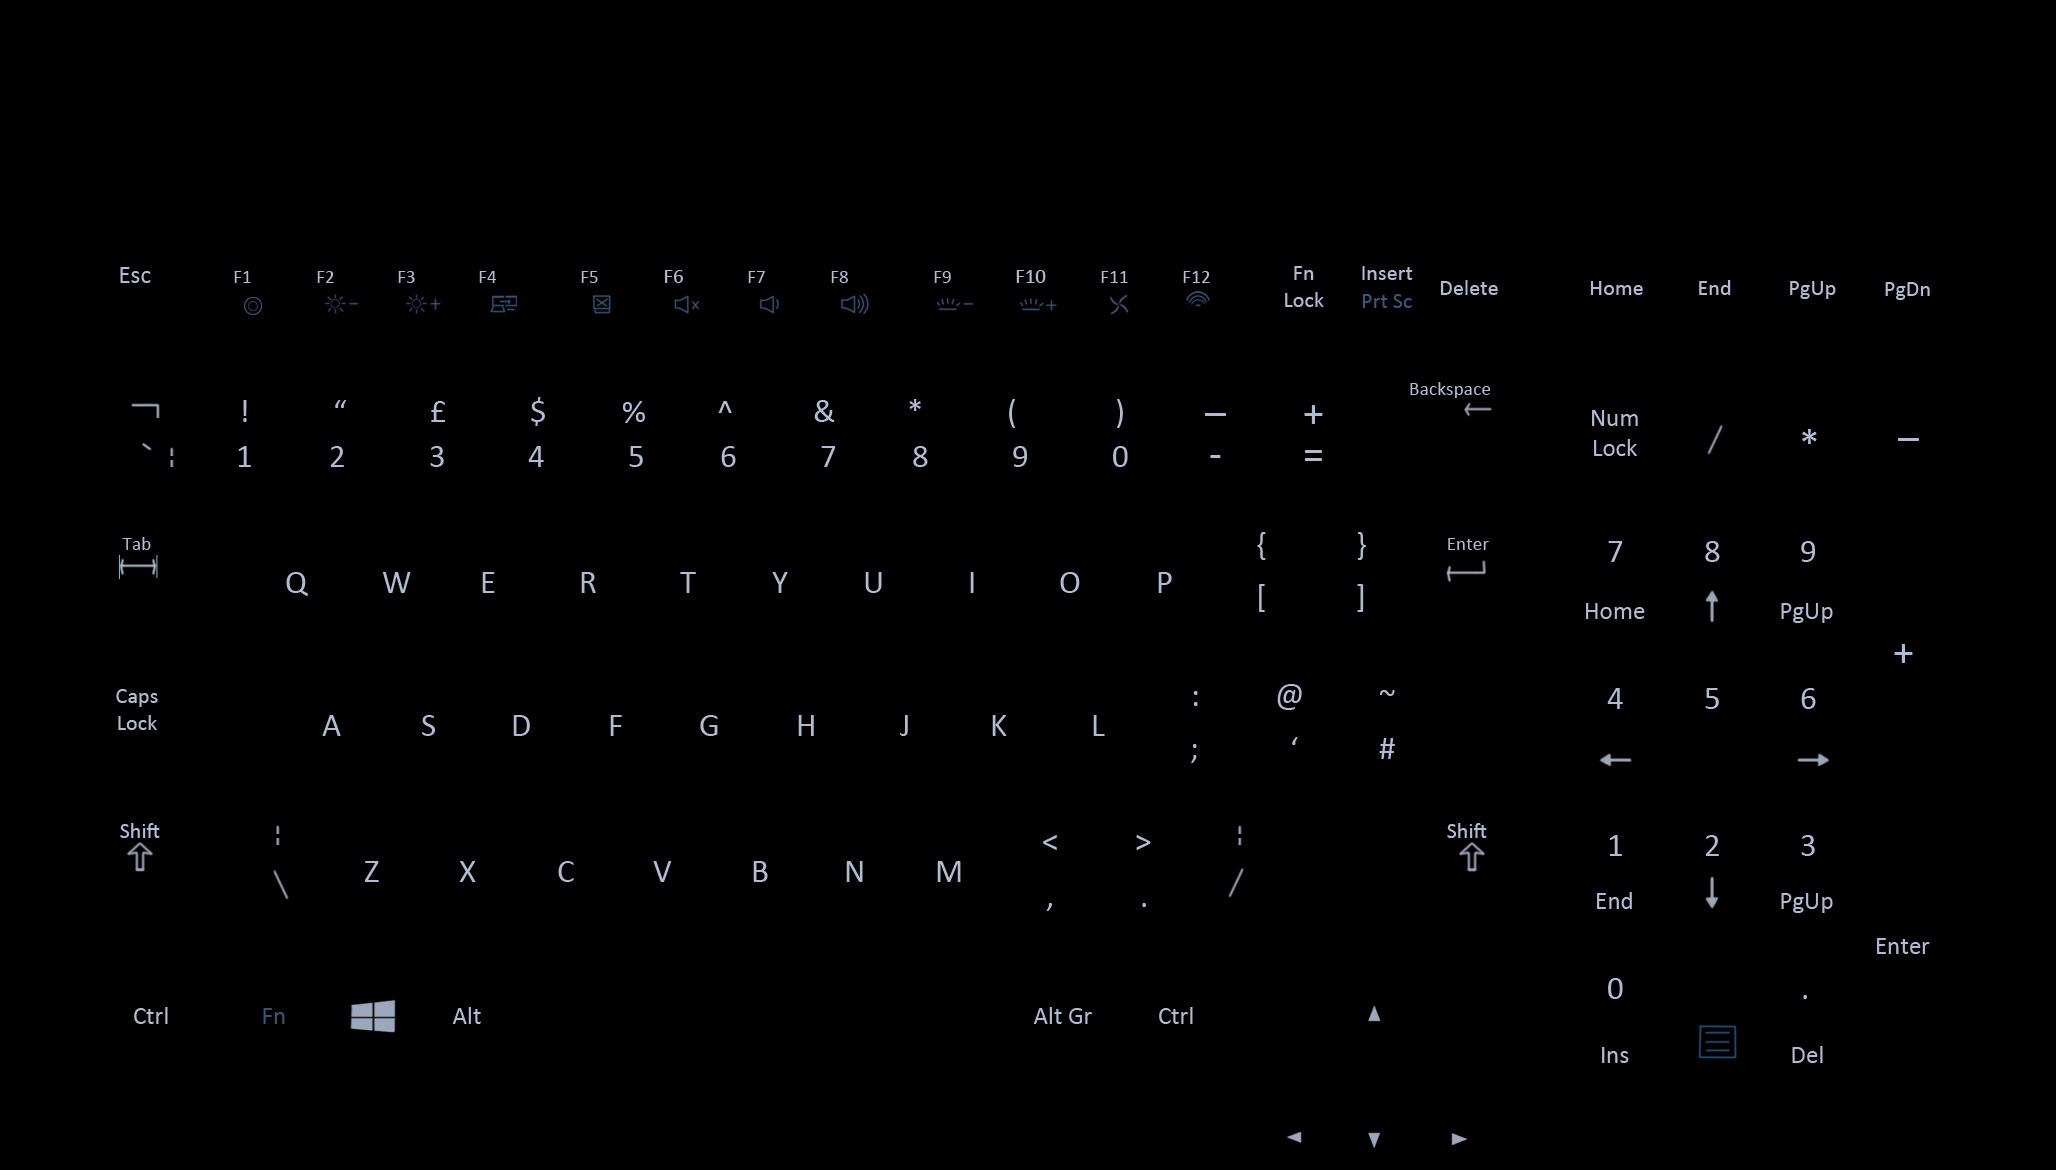 Esc F1 F2 F3 F4 F5 F6 F7 F8 F9 F10 F11 F12 Fn Lock Insert Prt Sc Delete Home End PgUp PgDn
¬ ! “ £ $ % ^ & * ( ) — + Backspace
` ¦ 1 2 3 4 5 6 7 8 9 0 - = Num Lock / * —
Tab Q W E R T Y U I O P { [ } ] Enter 7 Home 8 ↑ 9 PgUp
+
Caps Lock A S D F G H J K L : ; @ ‘ ~ # 4 ← 5 6 →
Shift ¦ \ Z X C V B N M < , > . ¦ / Shift 1 End 2 ↓ 3 PgUp
Enter
Ctrl Fn Alt Alt Gr Ctrl ▲ 0 Ins . Del
◄ ▼ ►